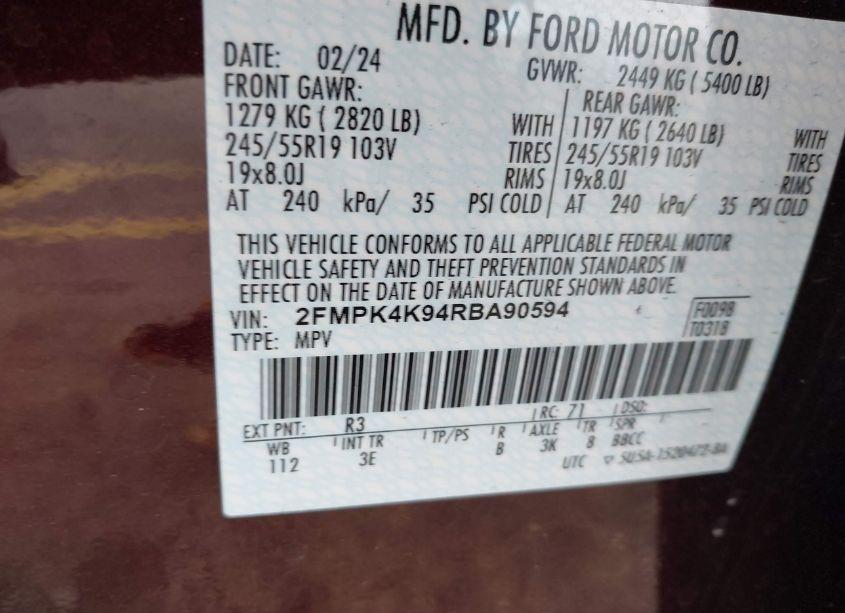 MFD. BY FORD MOTOR CO.
DATE: 02/24 GVWR: 2449 KG ( 5400 LB)
FRONT GAWR: REAR GAWR:
1279 KG ( 2820 LB) WITH 1197 KG ( 2640 LB) WITH
245/55R19 103V TIRES 245/55R19 103V TIRES
19x8.0J RIMS 19x8.0J RIMS
AT 240 kPa/ 35 PSI COLD AT 240 kPa/ 35 PSI COLD
THIS VEHICLE CONFORMS TO ALL APPLICABLE FEDERAL MOTOR
VEHICLE SAFETY AND THEFT PREVENTION STANDARDS IN
EFFECT ON THE DATE OF MANUFACTURE SHOWN ABOVE.
VIN: 2FMPK4K94RBA90594 F0098
TYPE: MPV T0318
EXT PNT: R3 RC: 71 DSO:
WB INT TR TP/PS R AXLE TR SPR
112 3E B 3K 8 BBCC
UTC